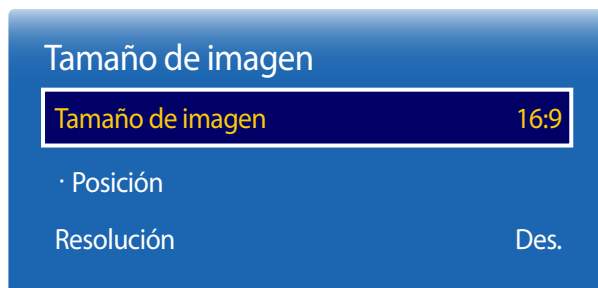 Tamaño de imagen
Tamaño de imagen 16:9
· Posición
Resolución Des.